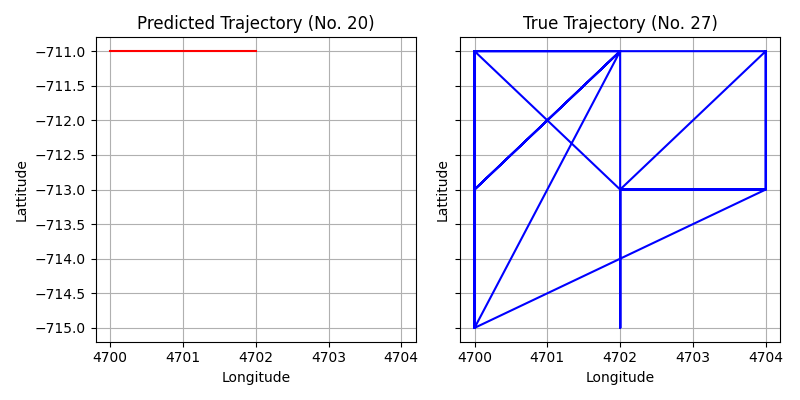 Predicted Trajectory (No. 20)
−711.0
−711.5
−712.0
−712.5
−713.0
−713.5
−714.0
−714.5
−715.0
Lattitude
4700 4701 4702 4703 4704
Longitude
True Trajectory (No. 27)
Lattitude
4700 4701 4702 4703 4704
Longitude